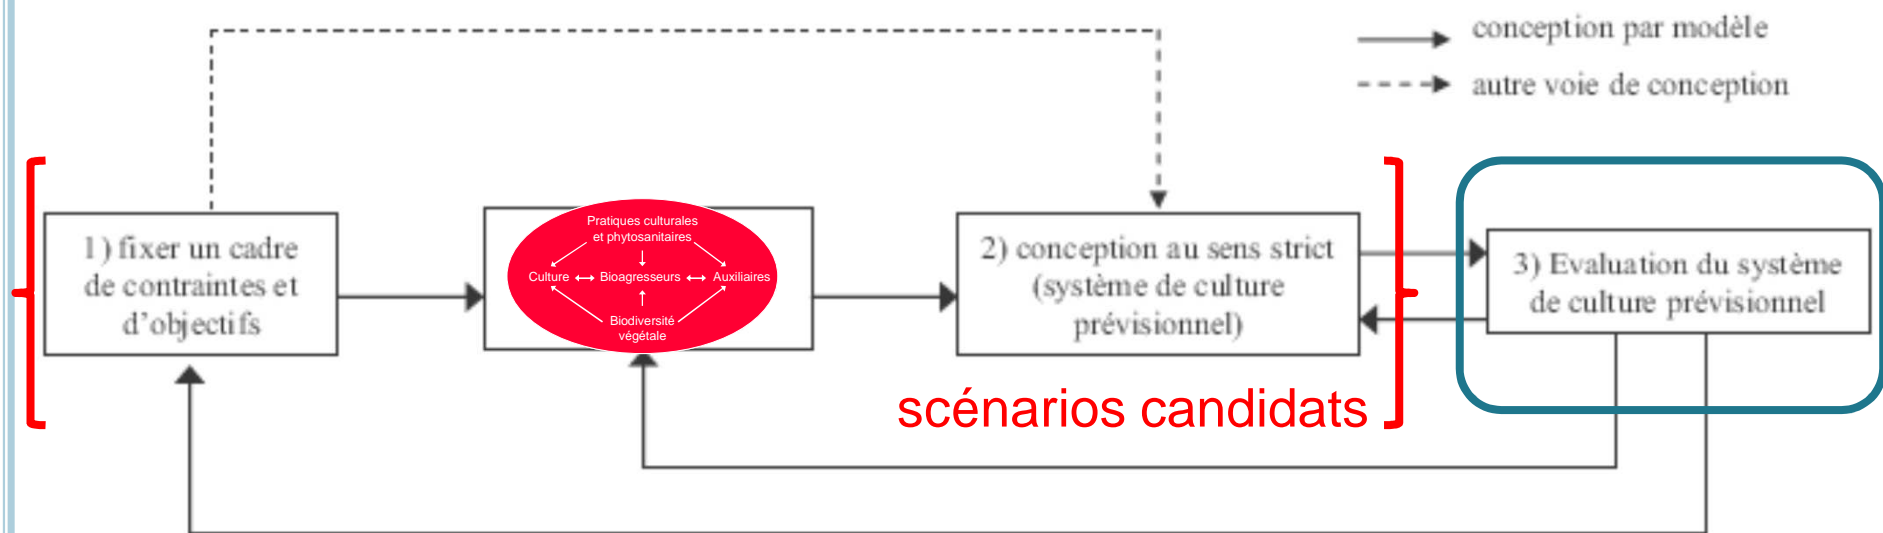 conception par modèle
autre voie de conception
1) fixer un cadre
de contraintes et
d'objectifs
Pratiques culturales
et phytosanitaires
Culture
Bioagresseurs
Auxiliaires
Biodiversité
végétale
2) conception au sens strict
(système de culture
prévisionnel)
3) Evaluation du système
de culture prévisionnel
scénarios candidats